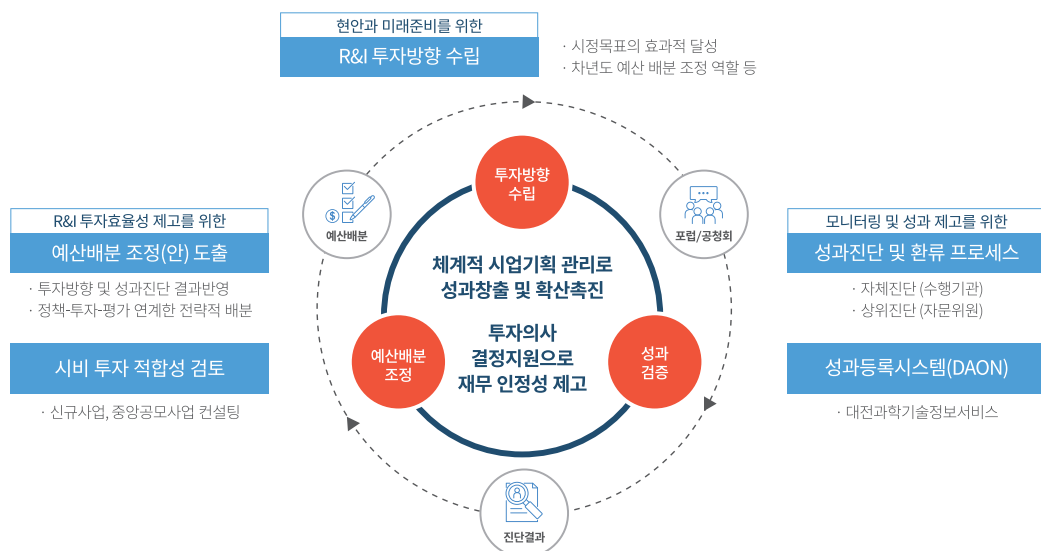 현안과 미래준비를 위한
R&I 투자방향 수립
· 시정목표의 효과적 달성
· 차년도 예산 배분 조정 역할 등
투자방향
수립
예산배분
포럼/공청회
R&I 투자효율성 제고를 위한
예산배분 조정(안) 도출
· 투자방향 및 성과진단 결과반영
· 정책-투자-평가 연계한 전략적 배분
시비 투자 적합성 검토
· 신규사업, 중앙공모사업 컨설팅
체계적 시업기획 관리로
성과창출 및 확산촉진
투자의사
결정지원으로
재무 인정성 제고
예산배분
조정
성과
검증
모니터링 및 성과 제고를 위한
성과진단 및 환류 프로세스
· 자체진단 (수행기관)
· 상위진단 (자문위원)
성과등록시스템(DAON)
· 대전과학기술정보서비스
진단결과